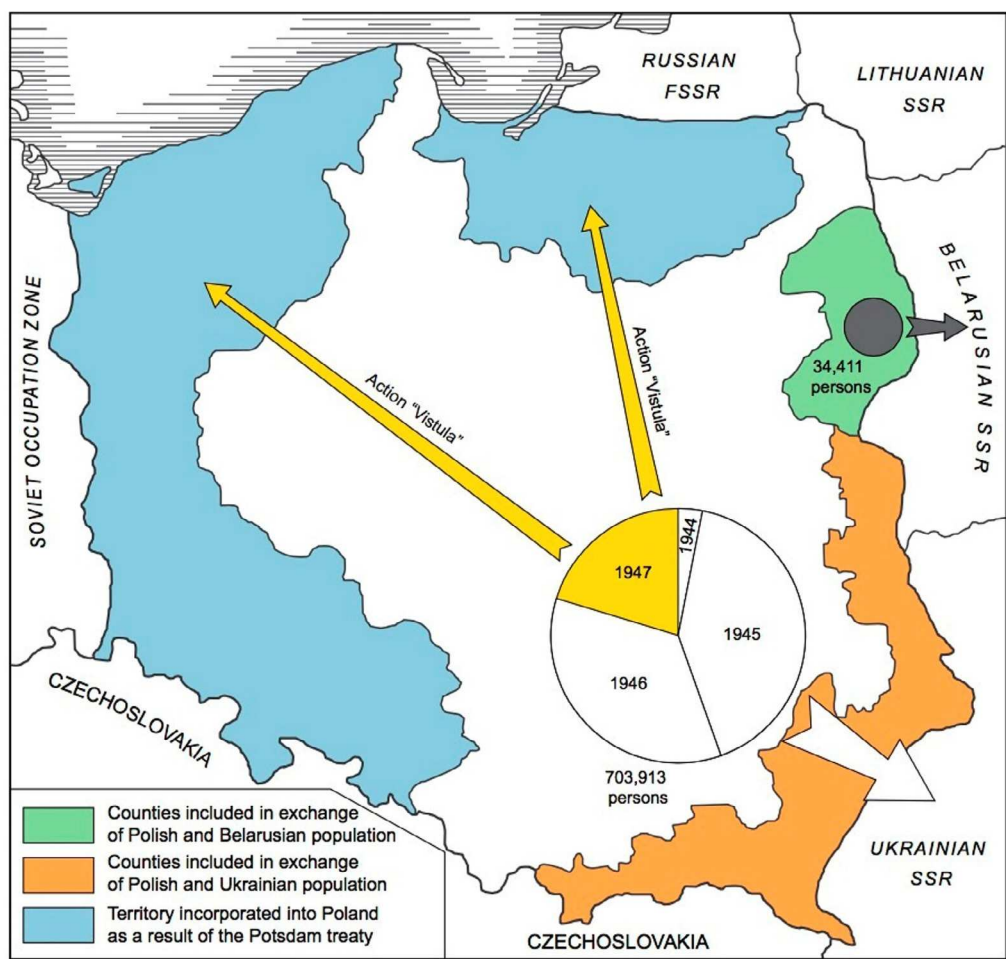 RUSSIAN
FSSR
LITHUANIAN
SSR
BELARUSIAN SSR
SOVIET OCCUPATION ZONE
34,411
persons
Action "Vistula"
Action "Vistula"
1944
1947
1945
1946
703,913
persons
CZECHOSLOVAKIA
UKRAINIAN
SSR
CZECHOSLOVAKIA
Counties included in exchange
of Polish and Belarusian population
Counties included in exchange
of Polish and Ukrainian population
Territory incorporated into Poland
as a result of the Potsdam treaty